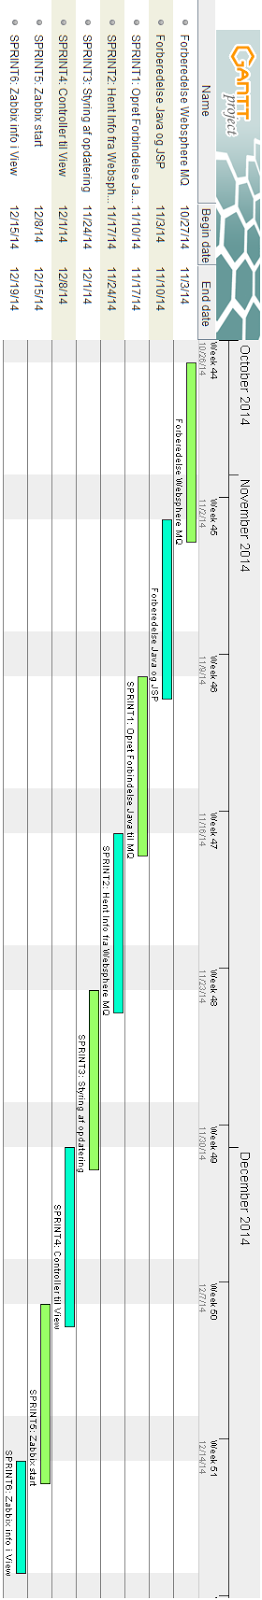 GANTT
project
Name Begin date End date
Forberedelse Websphere MQ 10/27/14 11/3/14
Forberedelse Java og JSP 11/3/14 11/10/14
SPRINT1: Opret Forbindelse Ja... 11/10/14 11/17/14
SPRINT2: Hent Info fra Websph... 11/17/14 11/24/14
SPRINT3: Styring af opdatering 11/24/14 12/1/14
SPRINT4: Controller til View 12/1/14 12/8/14
SPRINT5: Zabbix start 12/8/14 12/15/14
SPRINT6: Zabbix Info i View 12/15/14 12/19/14
October 2014 November 2014 December 2014
Week 44 Week 45 Week 46 Week 47 Week 48 Week 49 Week 50 Week 51
10/26/14 11/2/14 11/9/14 11/16/14 11/23/14 11/30/14 12/7/14 12/14/14
Forberedelse Websphere MQ
Forberedelse Java og JSP
SPRINT1: Opret Forbindelse Java til MQ
SPRINT2: Hent Info fra Websphere MQ
SPRINT3: Styring af opdatering
SPRINT4: Controller til View
SPRINT5: Zabbix start
SPRINT6: Zabbix info i View